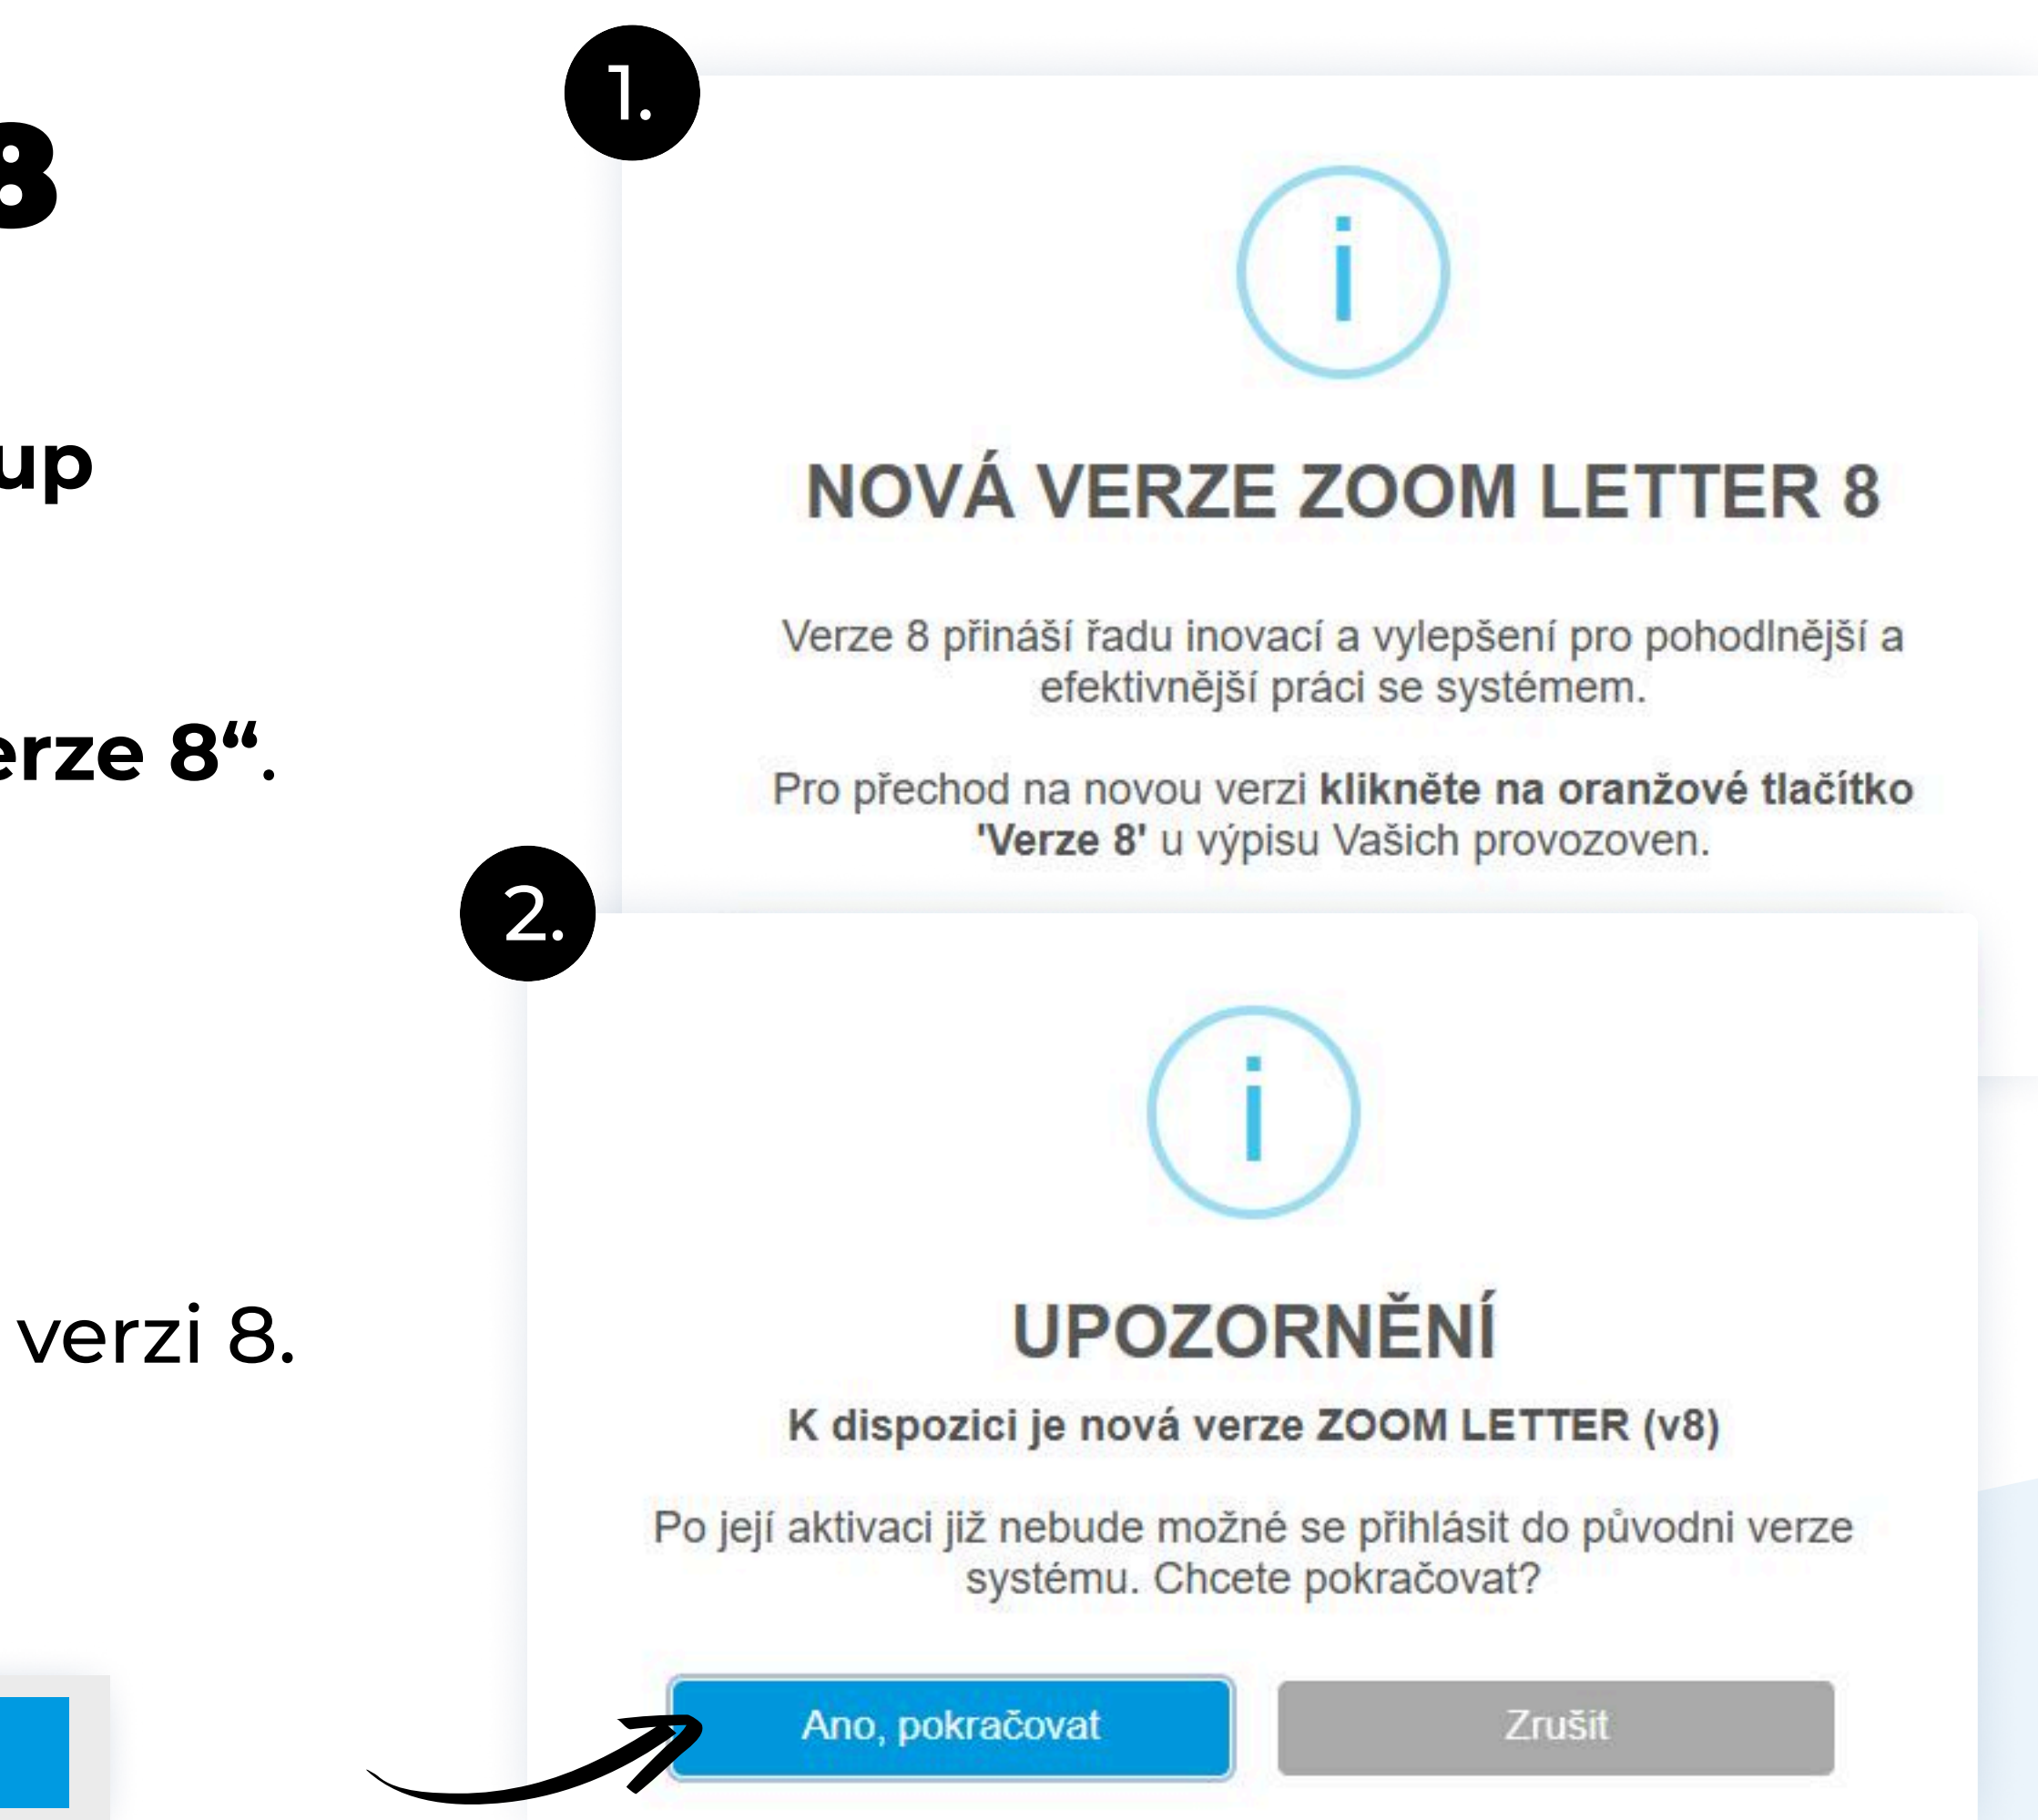 8
up
erze 8“.
verzi 8.
1.
NOVÁ VERZE ZOOM LETTER 8
Verze 8 přináší řadu inovací a vylepšení pro pohodlnější a
efektivnější práci se systémem.
Pro přechod na novou verzi klikněte na oranžové tlačítko
'Verze 8' u výpisu Vašich provozoven.
2.
UPOZORNĚNÍ
K dispozici je nová verze ZOOM LETTER (v8)
Po její aktivaci již nebude možné se přihlásit do původni verze
systému. Chcete pokračovat?
Ano, pokračovat
Zrušit